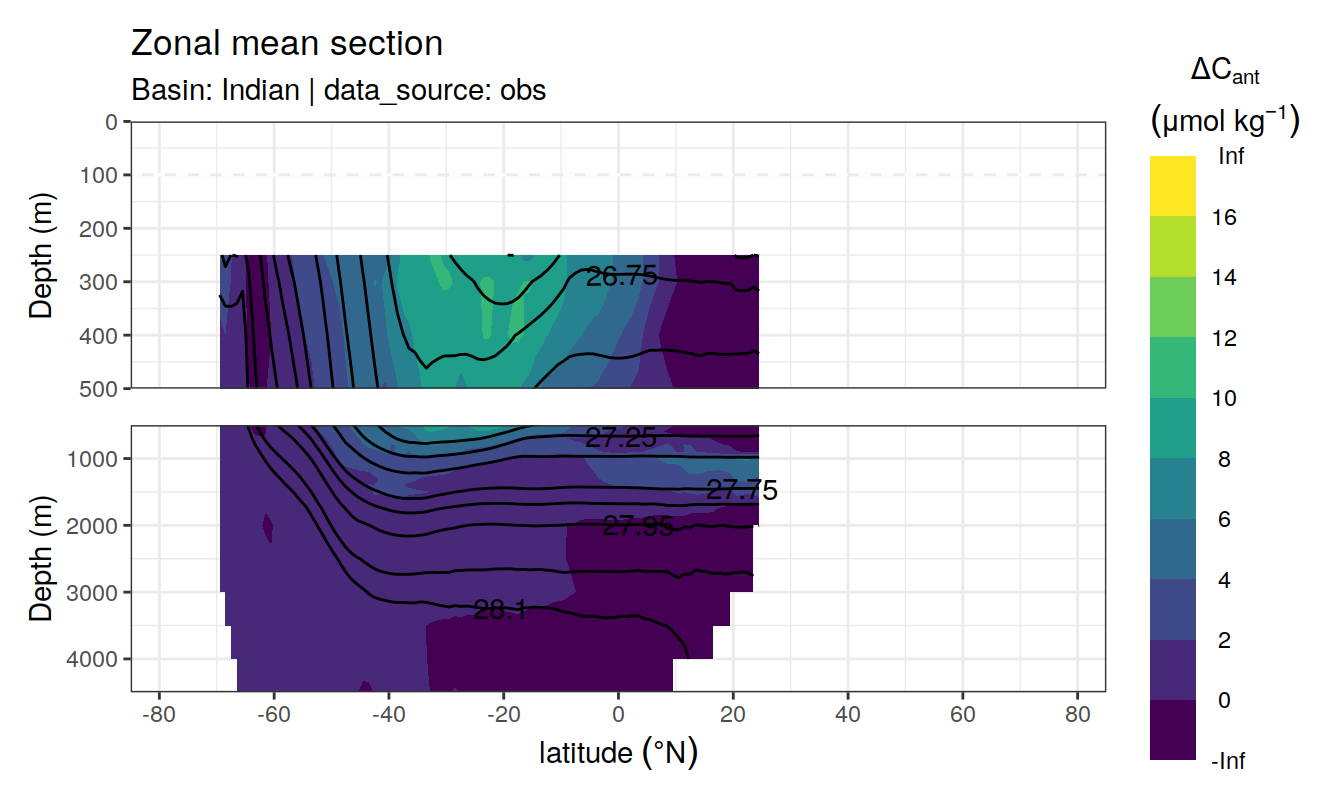 Zonal mean section
Basin: Indian | data_source: obs
0
100
200
300
400
500
Depth (m)
26.75
1000
2000
3000
4000
Depth (m)
27.25
27.75
27.95
28.1
-80 -60 -40 -20 0 20 40 60 80
latitude (°N)
ΔCant
(μmol kg⁻¹)
Inf
16
14
12
10
8
6
4
2
0
-Inf